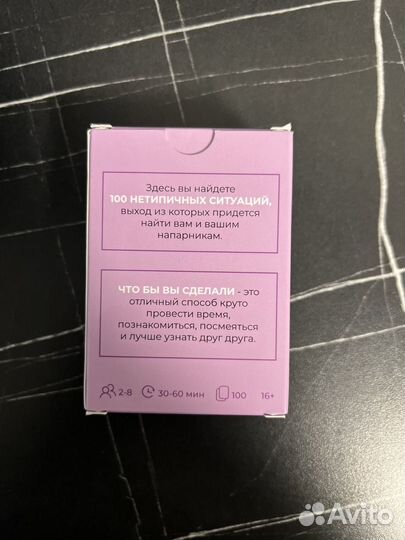 Здесь вы найдете
100 НЕТИПИЧНЫХ СИТУАЦИЙ,
выход из которых придется
найти вам и вашим
напарникам.
ЧТО БЫ ВЫ СДЕЛАЛИ - это
отличный способ круто
провести время,
познакомиться, посмеяться
и лучше узнать друг друга.
2-8 30-60 мин 100 16+
Avito